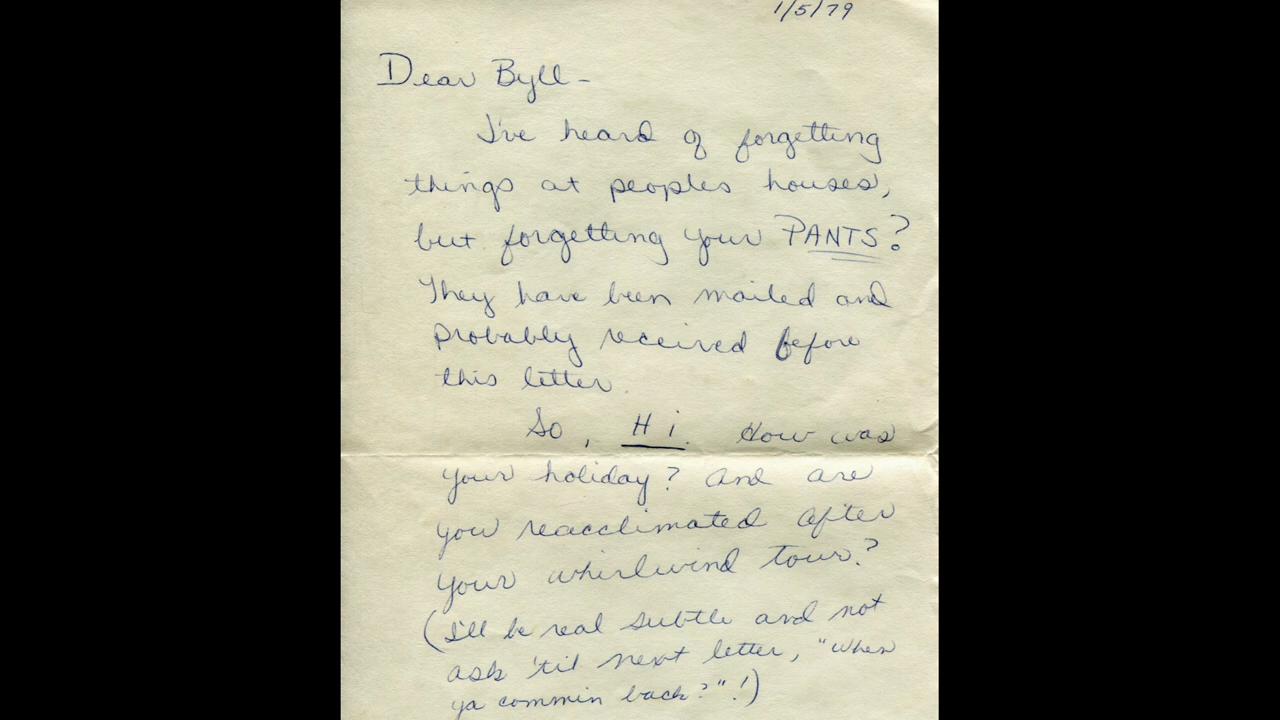 1/5/79
Dear Byll -
I've heard of forgetting
things at peoples houses,
but forgetting your PANTS?
They have been mailed and
probably received before
this letter.
So, Hi. How was
your holiday? And are
you reacclimated after
your whirlwind tour?
(I'll be real subtle and not
ask 'til next letter, "When
ya commin back?"!)